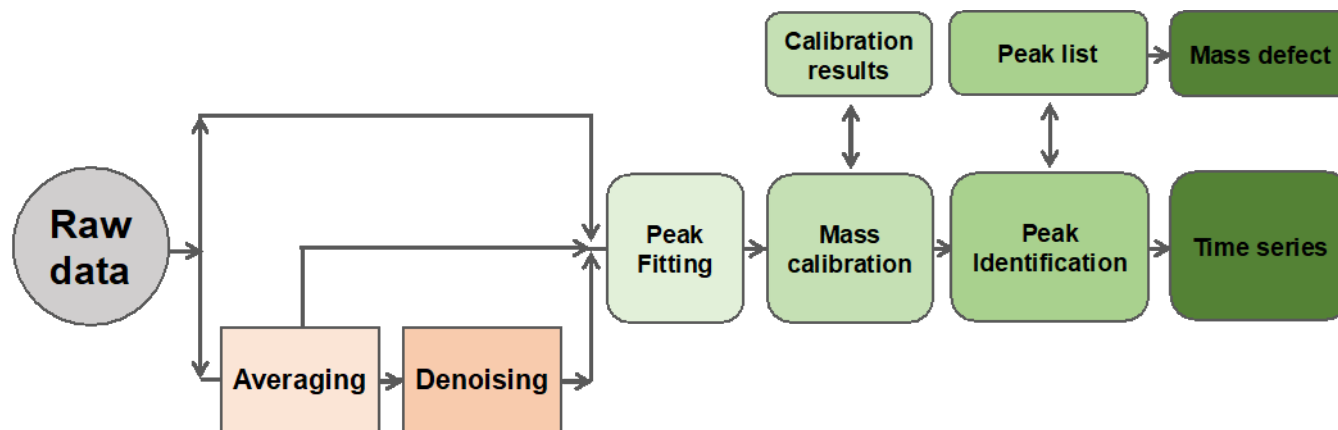 Calibration
results
Peak list
Mass defect
Raw
data
Peak
Fitting
Mass
calibration
Peak
Identification
Time series
Averaging
Denoising